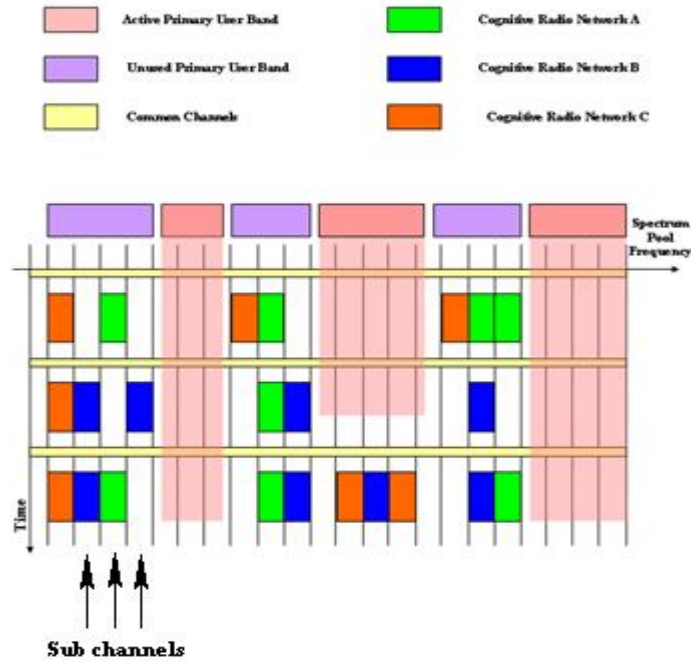 Active Primary User Band
Cognitive Radio Network A
Unused Primary User Band
Cognitive Radio Network B
Common Channels
Cognitive Radio Network C
Spectrum
Pool
Frequency
Time
Sub channels